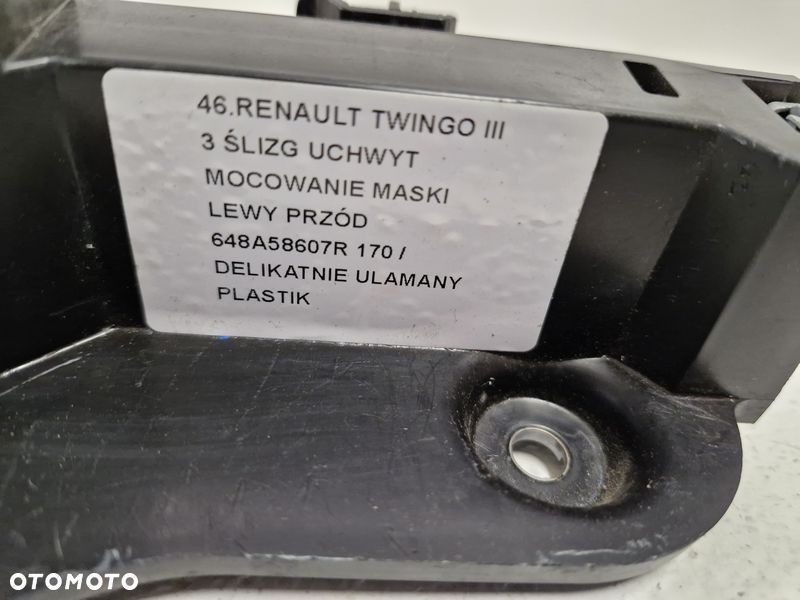 46.RENAULT TWINGO III
3 ŚLIZG UCHWYT
MOCOWANIE MASKI
LEWY PRZÓD
648A58607R 170 /
DELIKATNIE ULAMANY
PLASTIK
OTOMOTO